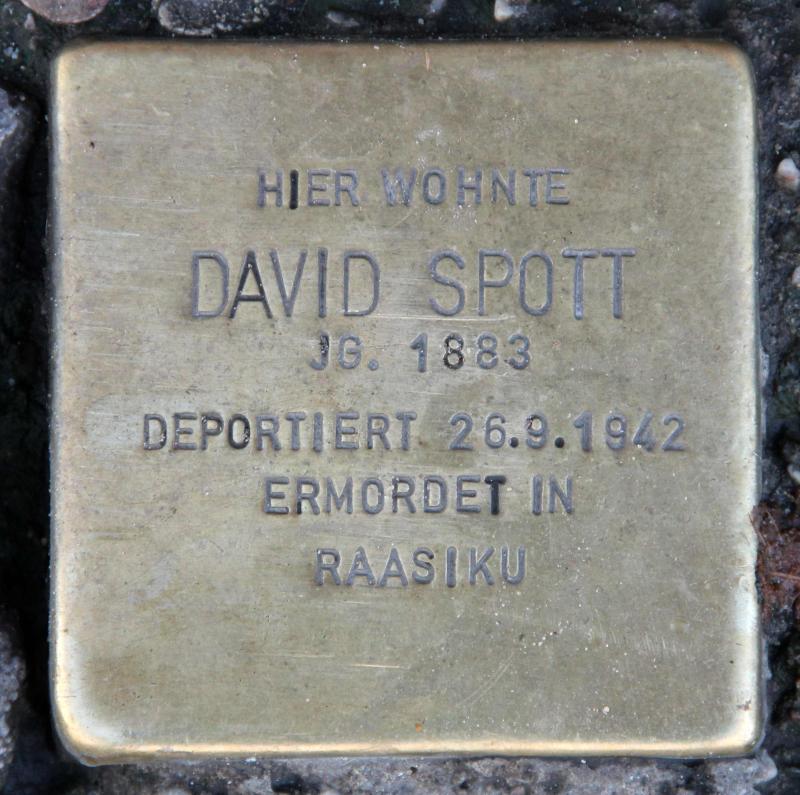 HIER WOHNTE
DAVID SPOTT
JG. 1883
DEPORTIERT 26.9.1942
ERMORDET IN
RAASIKU